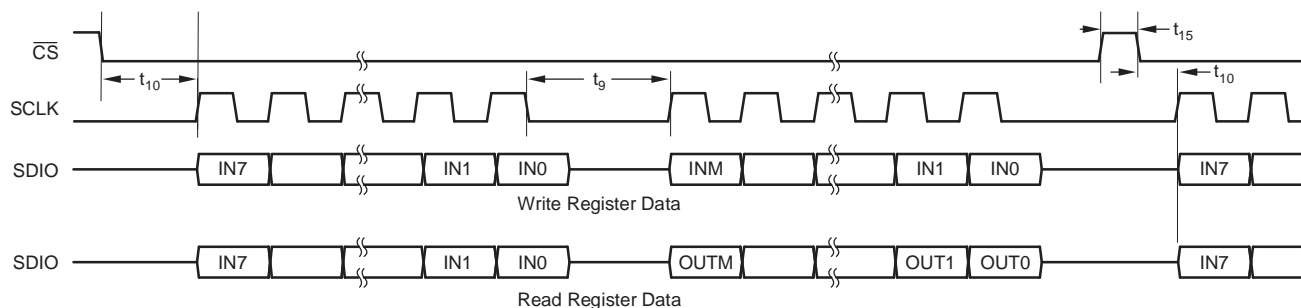 CS t15
t10 t9 t10
SCLK
SDIO IN7 IN1 IN0 INM IN1 IN0 IN7
Write Register Data
SDIO IN7 IN1 IN0 OUTM OUT1 OUT0 IN7
Read Register Data